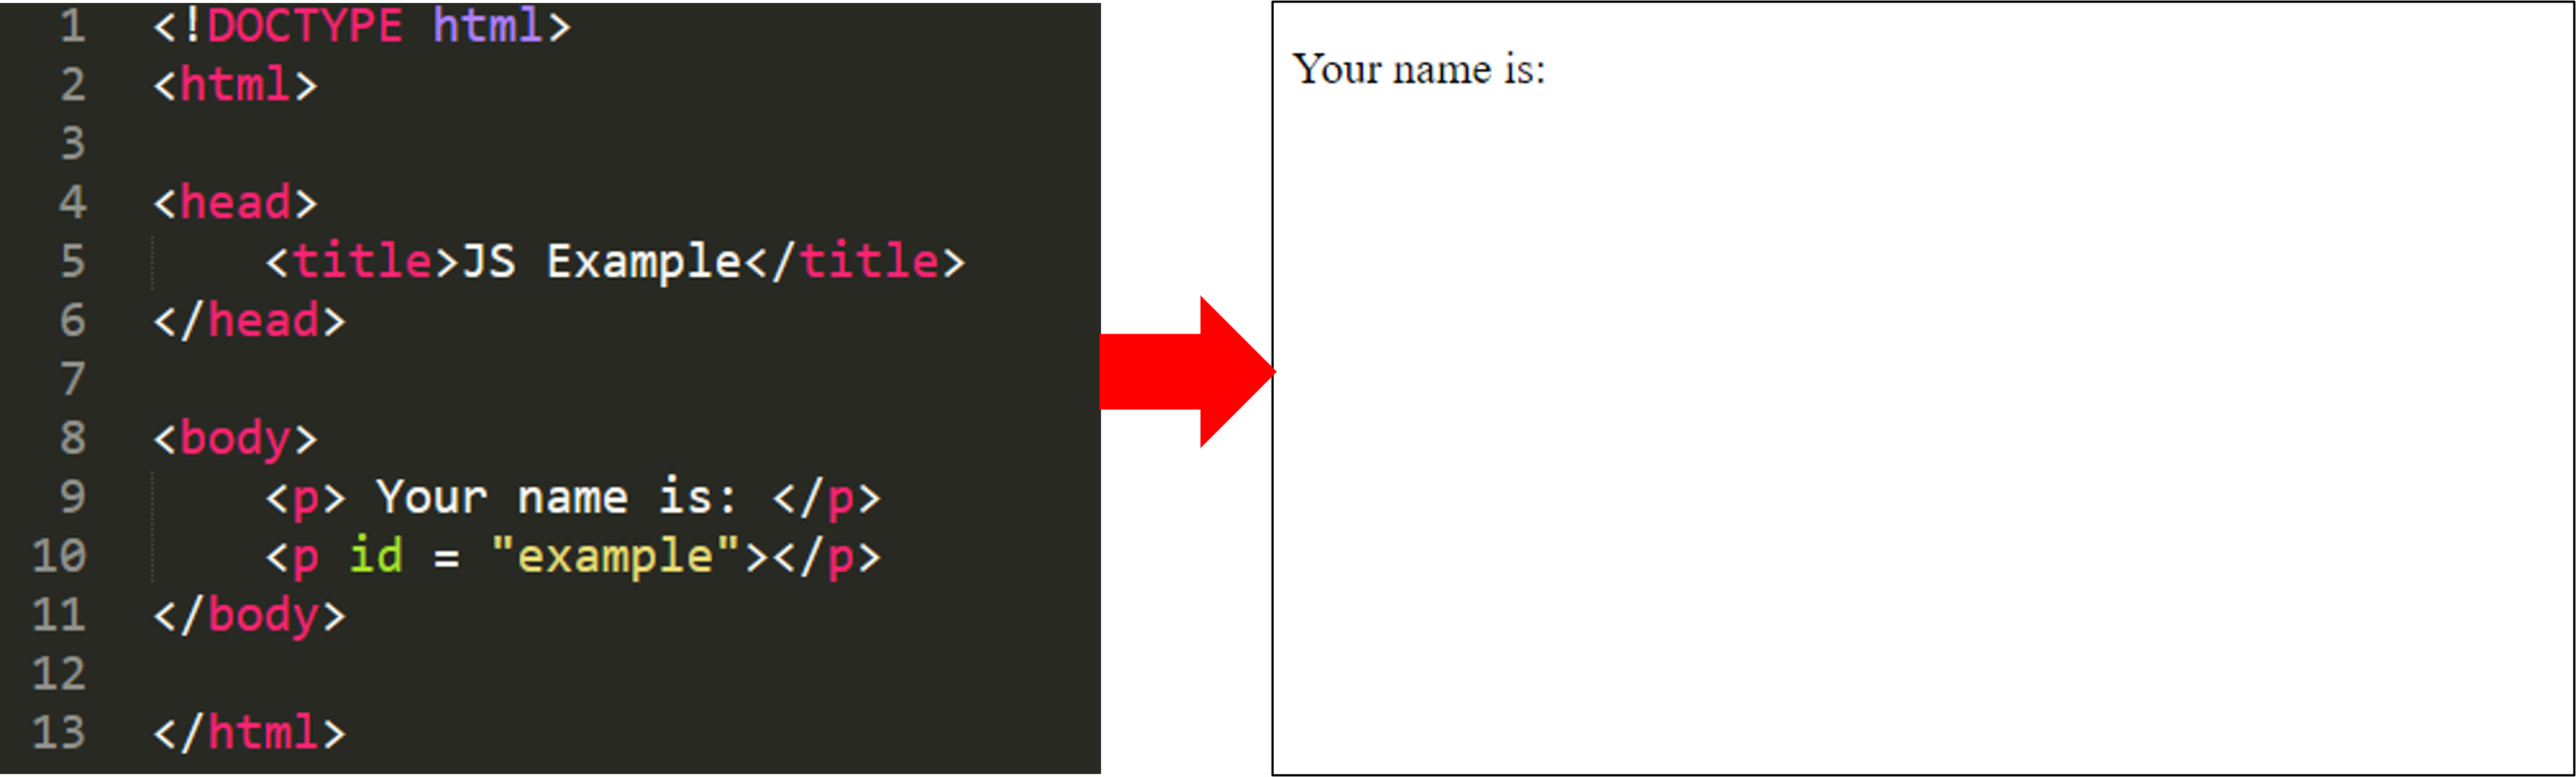 1 <!DOCTYPE html>
2 <html>
3
4 <head>
5 <title>JS Example</title>
6 </head>
7
8 <body>
9 <p> Your name is: </p>
10 <p id = "example"></p>
11 </body>
12
13 </html>
Your name is: